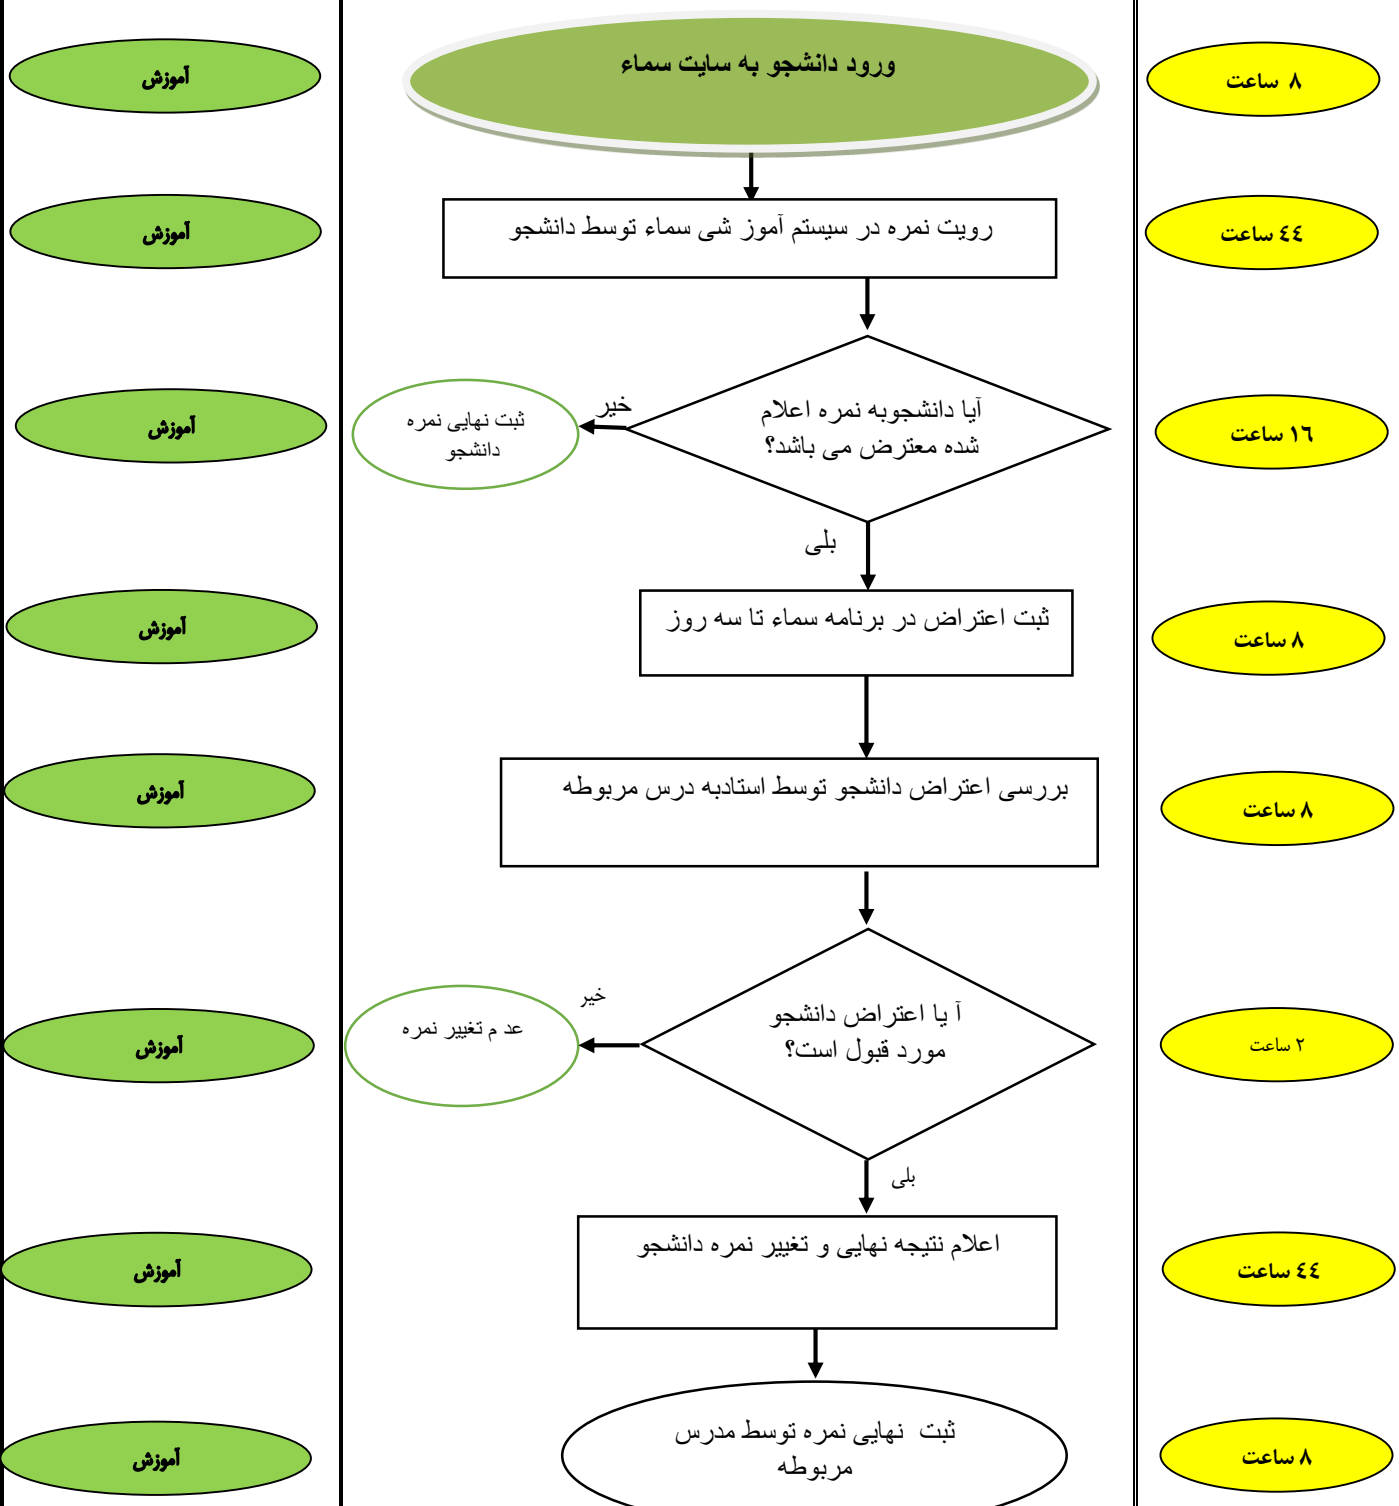 ۸ ساعت
ورود دانشجو به سایت سماء
آموزش
٤٤ ساعت
رویت نمره در سیستم آموز شی سماء توسط دانشجو
آموزش
۱٦ ساعت
آیا دانشجوبه نمره اعلام
شده معترض می باشد؟
خیر
ثبت نهایی نمره
دانشجو
آموزش
بلی
۸ ساعت
ثبت اعتراض در برنامه سماء تا سه روز
آموزش
۸ ساعت
بررسی اعتراض دانشجو توسط استادبه درس مربوطه
آموزش
۲ ساعت
آ یا اعتراض دانشجو
مورد قبول است؟
خیر
عد م تغییر نمره
آموزش
بلی
٤٤ ساعت
اعلام نتیجه نهایی و تغییر نمره دانشجو
آموزش
۸ ساعت
ثبت نهایی نمره توسط مدرس
مربوطه
آموزش